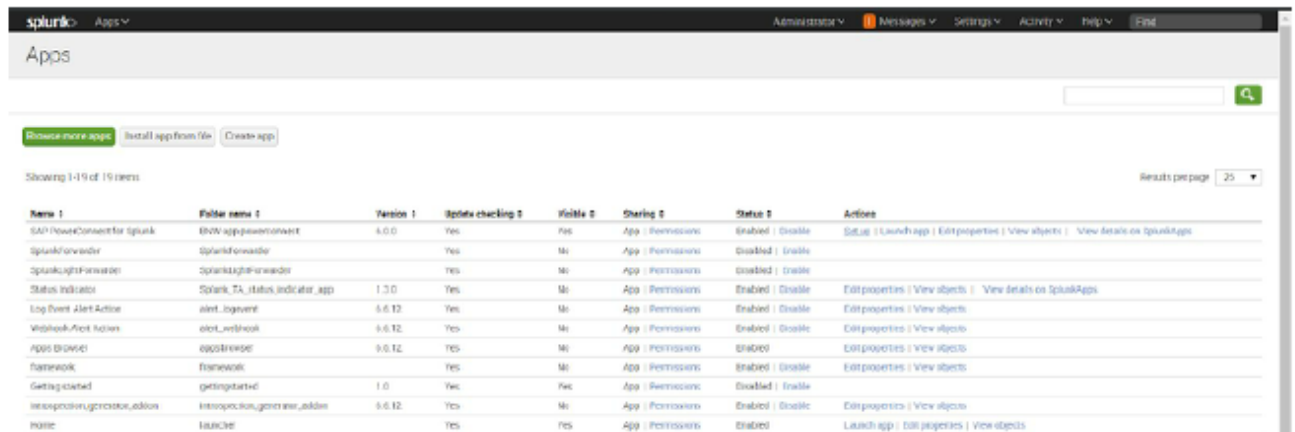 splunk> Apps Administrator Messages Settings Activity Help Find
Apps
Browse more apps Install app from file Create app
Showing 1-19 of 19 items Results per page 25
Name Folder name Version Update checking Visible Sharing Status Actions
SAP PowerConnect for Splunk BNW-app-powerconnect 6.0.0 Yes Yes App | Permissions Enabled | Disable Set up | Launch app | Edit properties | View objects | View details on SplunkApps
SplunkForwarder SplunkForwarder Yes No App | Permissions Disabled | Enable
SplunkLightForwarder SplunkLightForwarder Yes No App | Permissions Disabled | Enable
Status indicator Splunk_TA_status_indicator_app 1.3.0 Yes No App | Permissions Enabled | Disable Edit properties | View objects | View details on SplunkApps
Log Event Alert Action alert_logevent 6.6.12 Yes No App | Permissions Enabled | Disable Edit properties | View objects
Webhook Alert Action alert_webhook 6.6.12 Yes No App | Permissions Enabled | Disable Edit properties | View objects
Apps Browser appsbrowser 6.6.12 Yes No App | Permissions Enabled Edit properties | View objects
framework framework Yes No App | Permissions Enabled | Disable Edit properties | View objects
Getting started gettingstarted 1.0 Yes Yes App | Permissions Disabled | Enable
introspection_generator_addon introspection_generator_addon 6.6.12 Yes No App | Permissions Enabled | Disable Edit properties | View objects
Home launcher Yes Yes App | Permissions Enabled Launch app | Edit properties | View objects